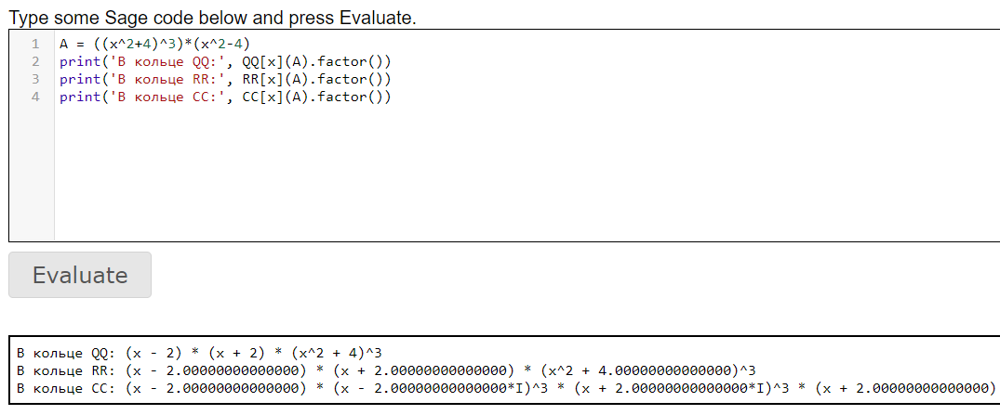 Type some Sage code below and press Evaluate.
1 A = ((x^2+4)^3)*(x^2-4)
2 print('В кольце QQ:', QQ[x](A).factor())
3 print('В кольце RR:', RR[x](A).factor())
4 print('В кольце CC:', CC[x](A).factor())
Evaluate
В кольце QQ: (x - 2) * (x + 2) * (x^2 + 4)^3
В кольце RR: (x - 2.00000000000000) * (x + 2.00000000000000) * (x^2 + 4.00000000000000)^3
В кольце CC: (x - 2.00000000000000) * (x - 2.00000000000000*I)^3 * (x + 2.00000000000000*I)^3 * (x + 2.00000000000000)